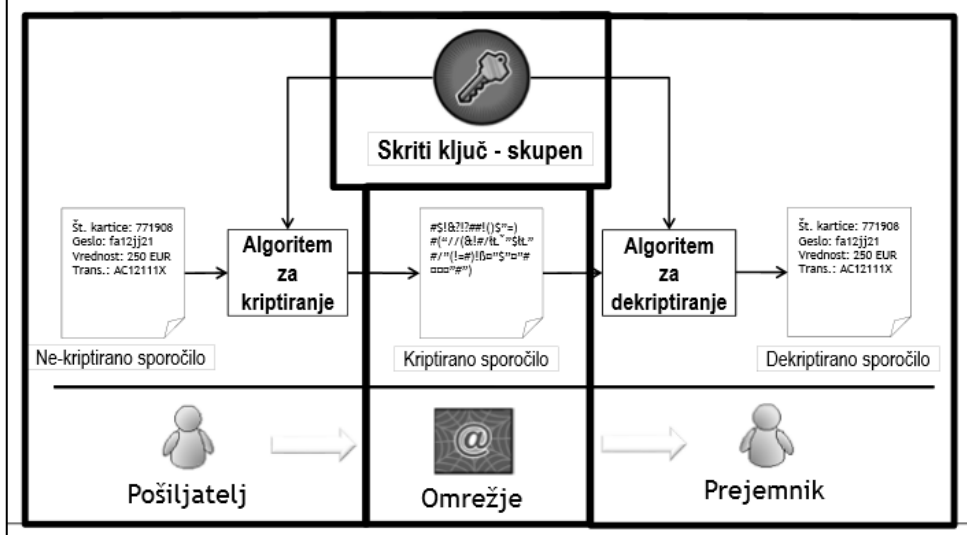 Skriti ključ - skupen
Št. kartice: 771908
Geslo: fa12jj21
Vrednost: 250 EUR
Trans.: AC12111X
Ne-kriptirano sporočilo
Algoritem
za
kriptiranje
Kriptirano sporočilo
Algoritem
za
dekriptiranje
Št. kartice: 771908
Geslo: fa12jj21
Vrednost: 250 EUR
Trans.: AC12111X
Dekriptirano sporočilo
Pošiljatelj
@
Omrežje
Prejemnik